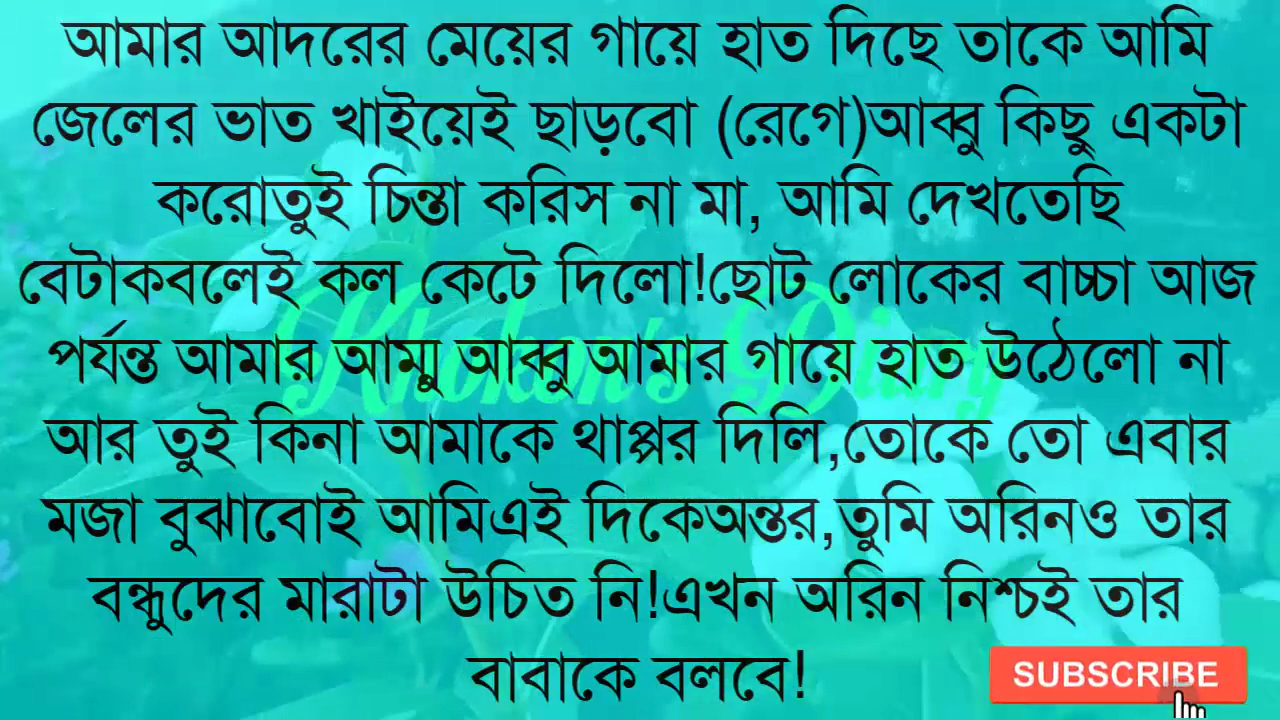 আমার আদরের মেয়ের গায়ে হাত দিছে তাকে আমি
জেলের ভাত খাইয়েই ছাড়বো (রেগে)আব্বু কিছু একটা
করোতুই চিন্তা করিস না মা, আমি দেখতেছি
বেটাকবলেই কল কেটে দিলো!ছোট লোকের বাচ্চা আজ
পর্যন্ত আমার আম্মু আব্বু আমার গায়ে হাত উঠেলো না
আর তুই কিনা আমাকে থাপ্পর দিলি,তোকে তো এবার
মজা বুঝাবোই আমিএই দিকেঅন্তর,তুমি অরিনও তার
বন্ধুদের মারাটা উচিত নি!এখন অরিন নিশ্চই তার
বাবাকে বলবে!
Khokon's Diary
SUBSCRIBE